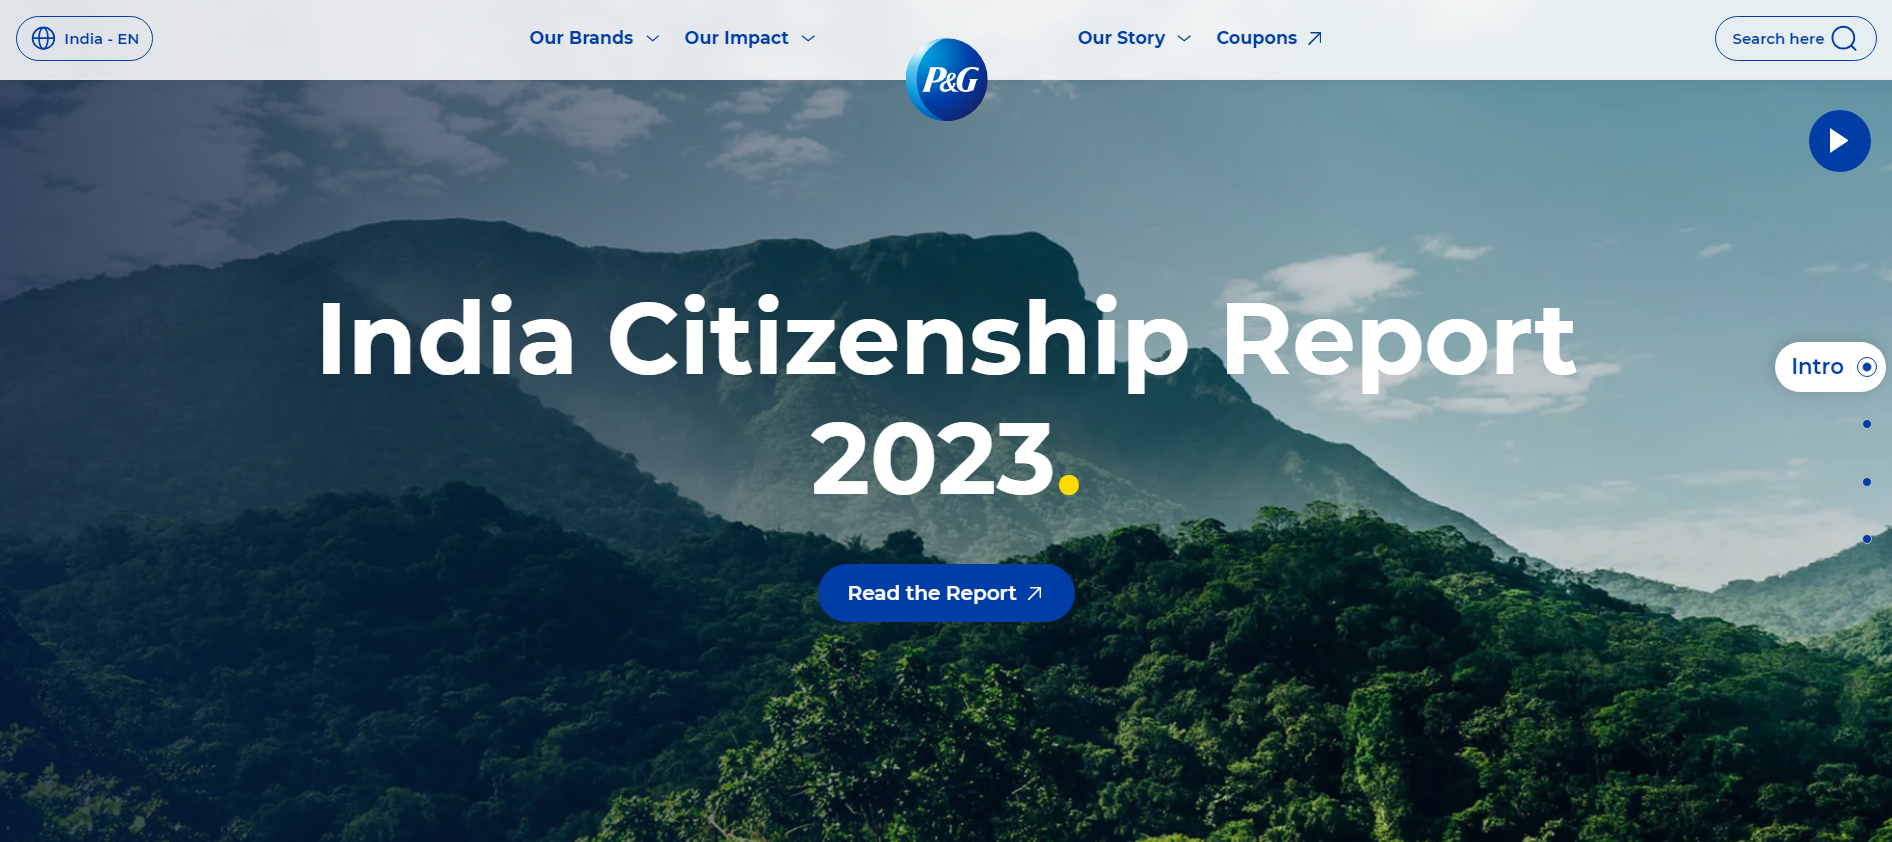 India - EN
Our Brands
Our Impact
P&G
Our Story
Coupons
Search here
India Citizenship Report
2023.
Intro
Read the Report